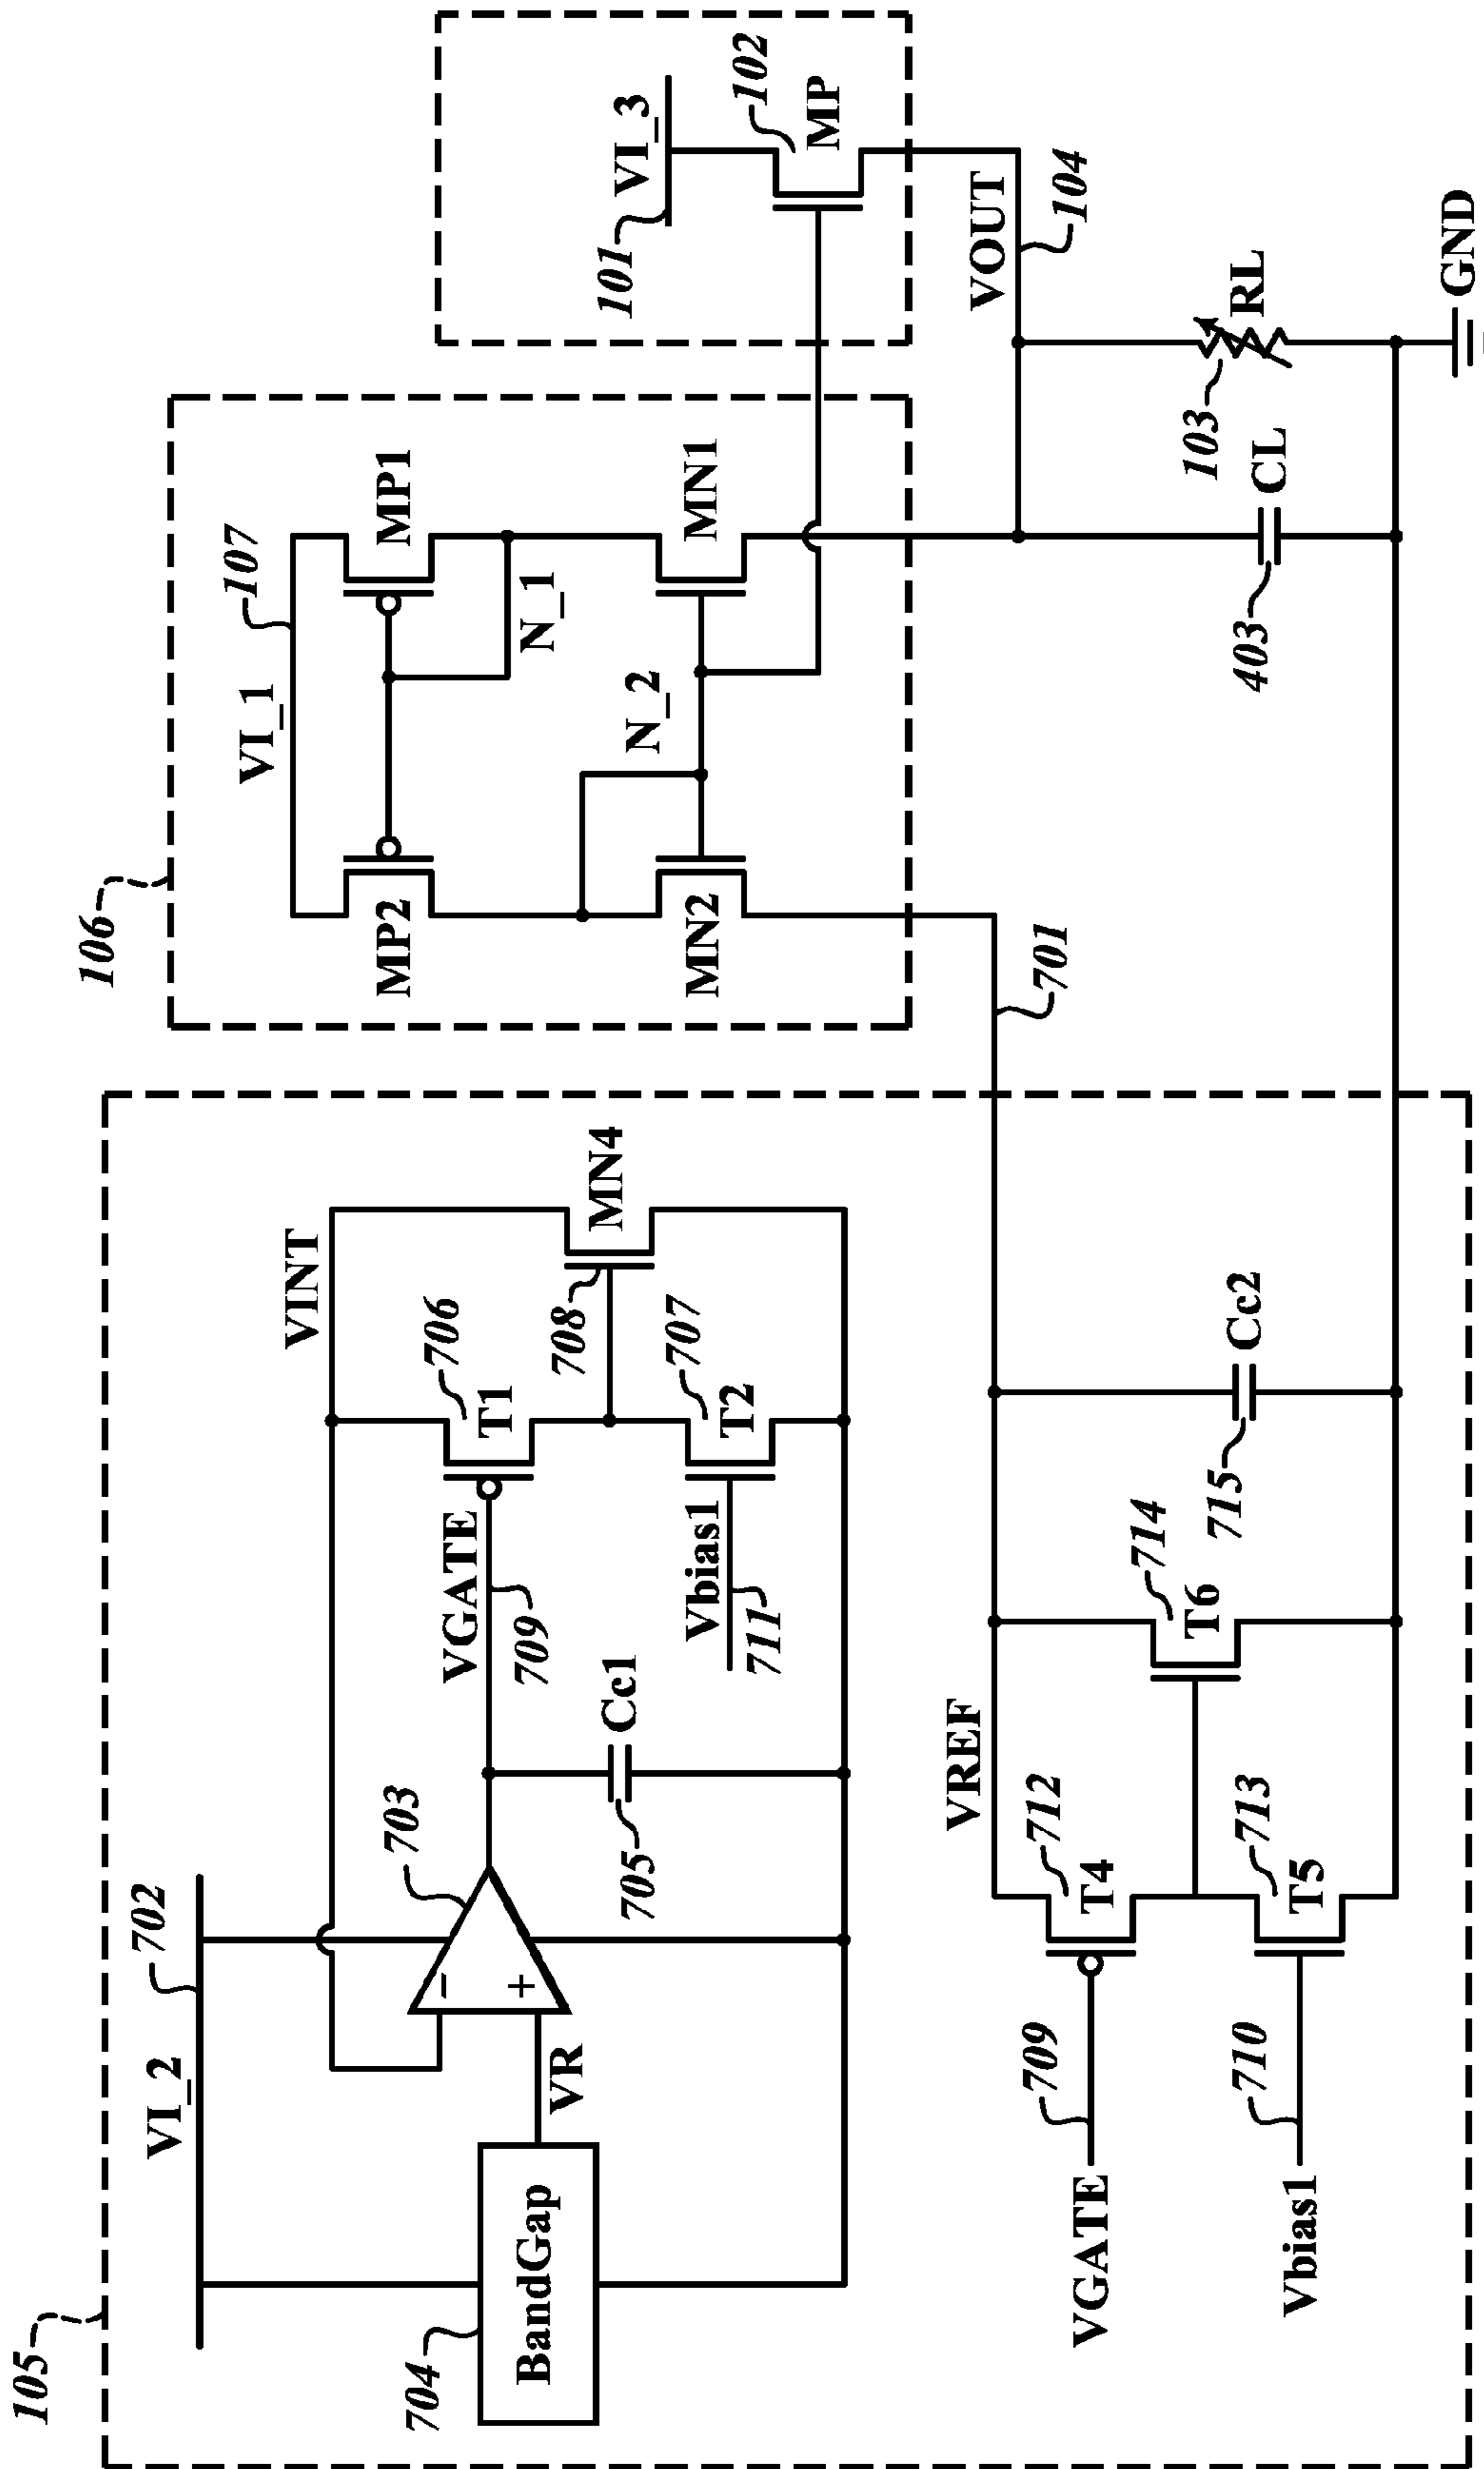 105
VI_2
702
704
BandGap
VR
−
+
703
VGATE
709
705
Cc1
VINT
706
T1
708
MN4
707
T2
Vbias1
711
VGATE
709
712
T4
VREF
Vbias1
710
713
T5
714
T6
715
Cc2
701
106
VI_1
107
MP2
MP1
N_1
N_2
MN2
MN1
101
VI_3
102
MP
VOUT
104
403
CL
103
RL
GND